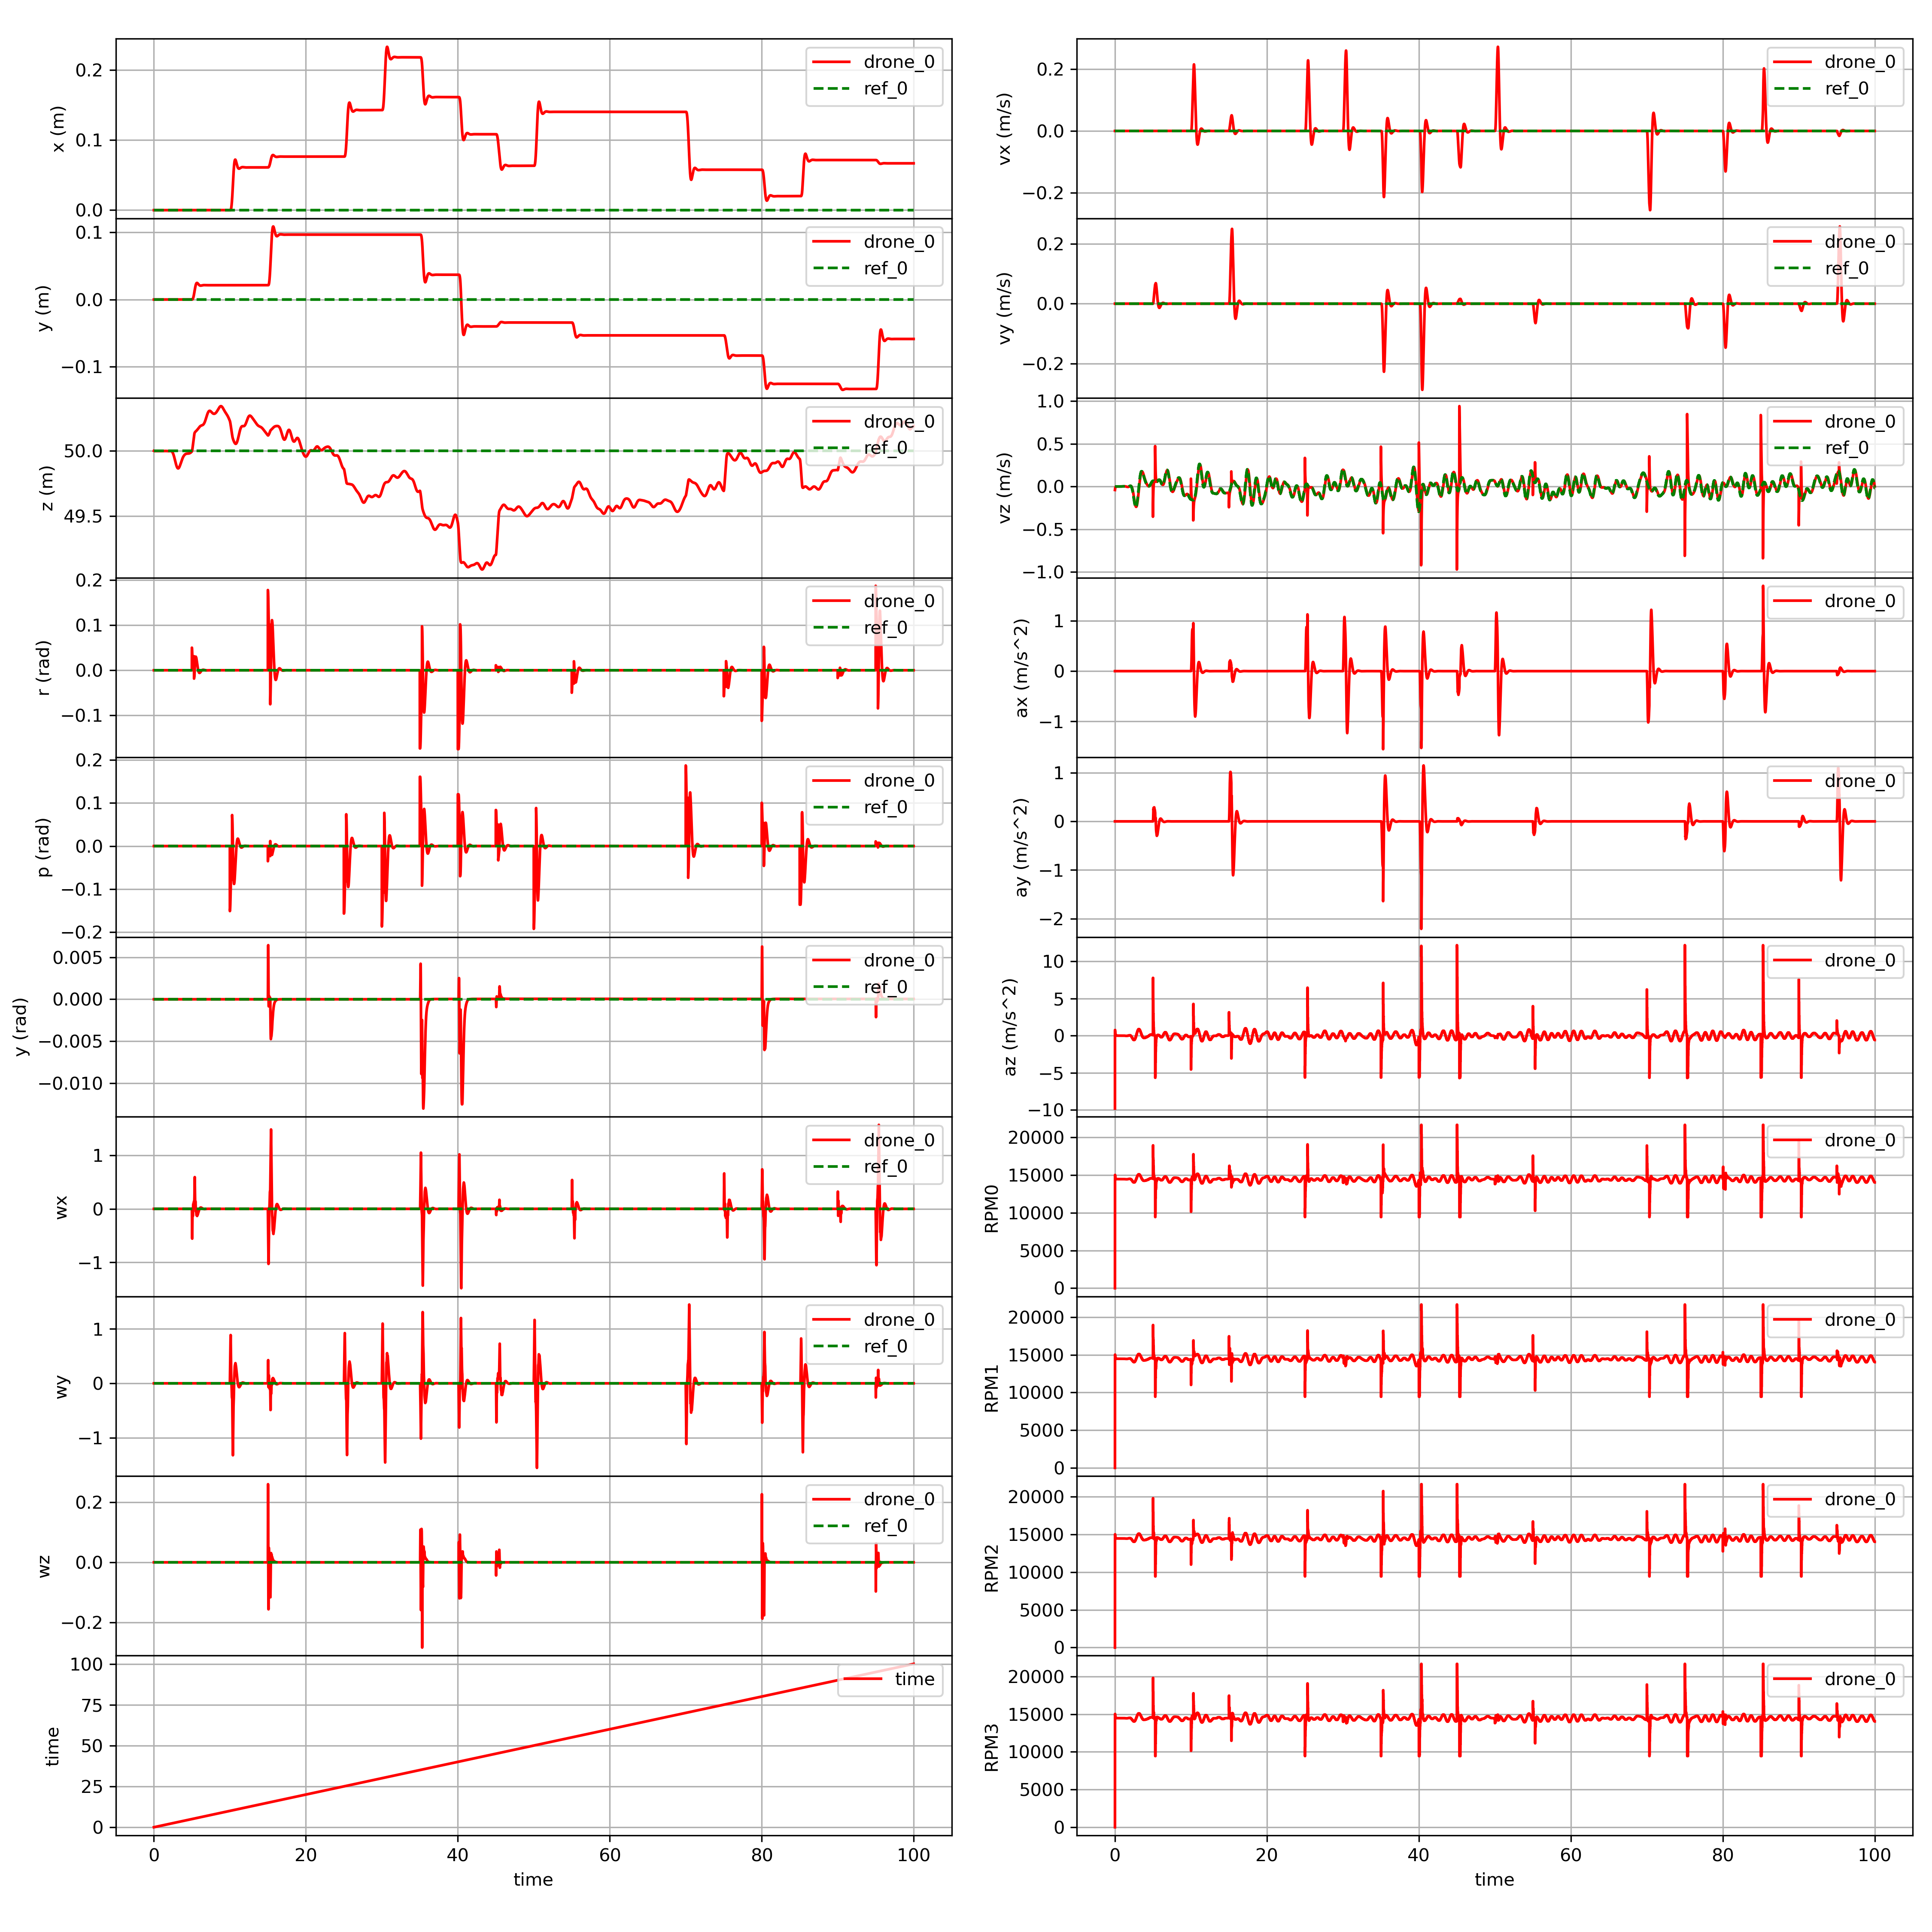 0.2
0.1
0.0
x (m)
drone_0
ref_0
0.1
0.0
−0.1
y (m)
drone_0
ref_0
50.0
49.5
z (m)
drone_0
ref_0
0.2
0.1
0.0
−0.1
r (rad)
drone_0
ref_0
0.2
0.1
0.0
−0.1
−0.2
p (rad)
drone_0
ref_0
0.005
0.000
−0.005
−0.010
y (rad)
drone_0
ref_0
1
0
−1
wx
drone_0
ref_0
1
0
−1
wy
drone_0
ref_0
0.2
0.0
−0.2
wz
drone_0
ref_0
100
75
50
25
0
time
time
0 20 40 60 80 100
time
0.2
0.0
−0.2
vx (m/s)
drone_0
ref_0
0.2
0.0
−0.2
vy (m/s)
drone_0
ref_0
1.0
0.5
0.0
−0.5
−1.0
vz (m/s)
drone_0
ref_0
1
0
−1
ax (m/s^2)
drone_0
1
0
−1
−2
ay (m/s^2)
drone_0
10
5
0
−5
−10
az (m/s^2)
drone_0
20000
15000
10000
5000
0
RPM0
drone_0
20000
15000
10000
5000
0
RPM1
drone_0
20000
15000
10000
5000
0
RPM2
drone_0
20000
15000
10000
5000
0
RPM3
drone_0
0 20 40 60 80 100
time